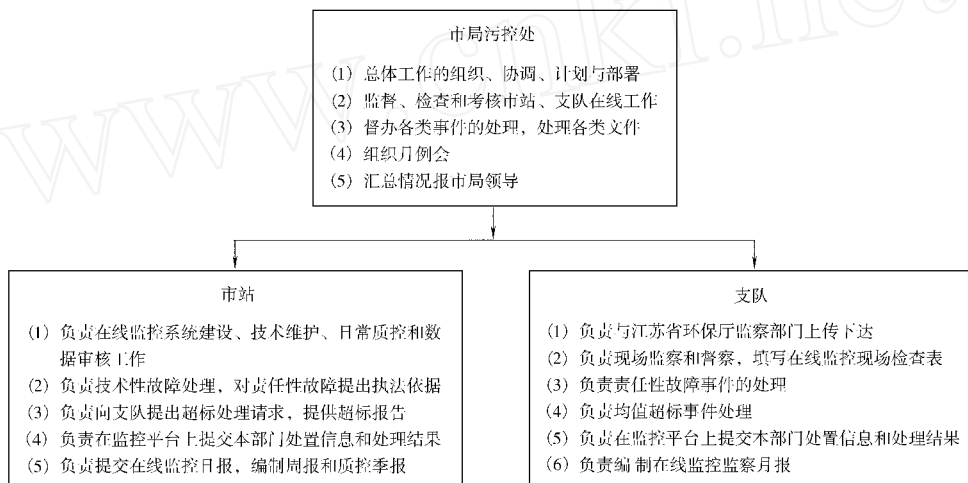 www.cnki.net
市局污控处
(1) 总体工作的组织、协调、计划与部署
(2) 监督、检查和考核市站、支队在线工作
(3) 督办各类事件的处理，处理各类文件
(4) 组织月例会
(5) 汇总情况报市局领导
市站
(1) 负责在线监控系统建设、技术维护、日常质控和数
据审核工作
(2) 负责技术性故障处理，对责任性故障提出执法依据
(3) 负责向支队提出超标处理请求，提供超标报告
(4) 负责在监控平台上提交本部门处置信息和处理结果
(5) 负责提交在线监控日报，编制周报和质控季报
支队
(1) 负责与江苏省环保厅监察部门上传下达
(2) 负责现场监察和督察，填写在线监控现场检查表
(3) 负责责任性故障事件的处理
(4) 负责均值超标事件处理
(5) 负责在监控平台上提交本部门处置信息和处理结果
(6) 负责编 制在线监控监察月报